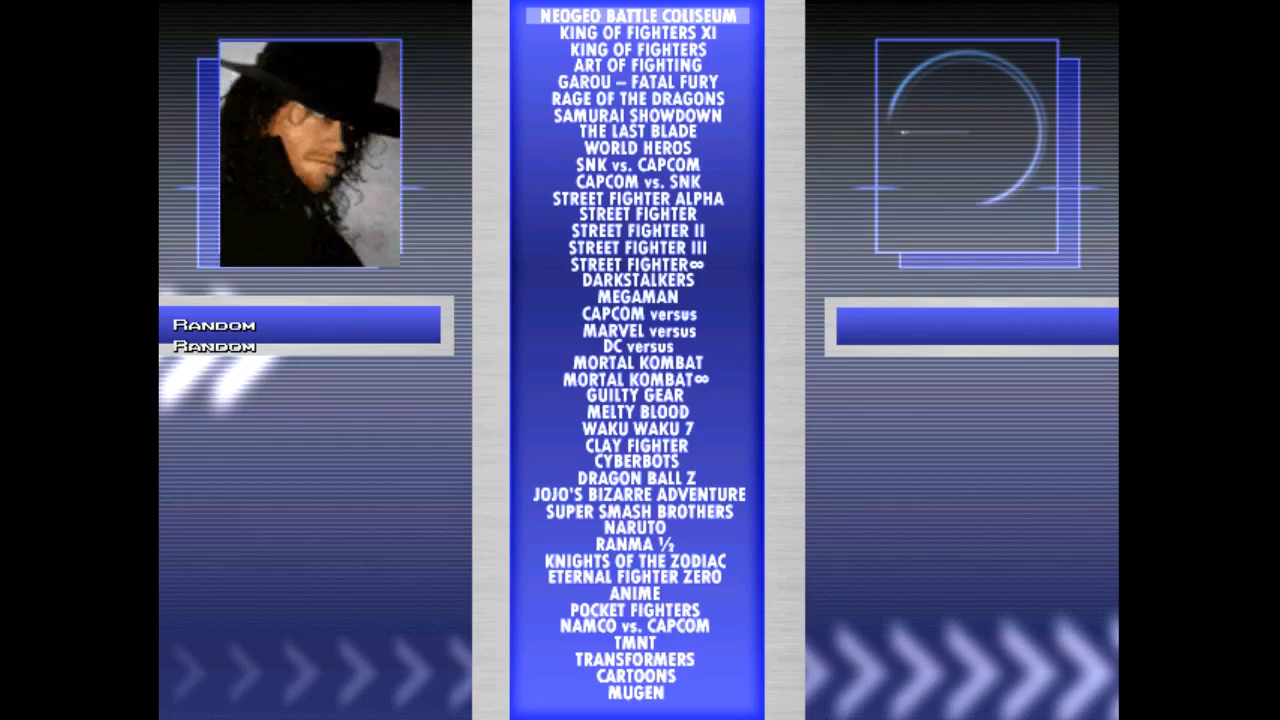 Random
Random
NEOGEO BATTLE COLISEUM
KING OF FIGHTERS XI
KING OF FIGHTERS
ART OF FIGHTING
GAROU – FATAL FURY
RAGE OF THE DRAGONS
SAMURAI SHOWDOWN
THE LAST BLADE
WORLD HEROS
SNK vs. CAPCOM
CAPCOM vs. SNK
STREET FIGHTER ALPHA
STREET FIGHTER
STREET FIGHTER II
STREET FIGHTER III
STREET FIGHTER∞
DARKSTALKERS
MEGAMAN
CAPCOM versus
MARVEL versus
DC versus
MORTAL KOMBAT
MORTAL KOMBAT∞
GUILTY GEAR
MELTY BLOOD
WAKU WAKU 7
CLAY FIGHTER
CYBERBOTS
DRAGON BALL Z
JOJO'S BIZARRE ADVENTURE
SUPER SMASH BROTHERS
NARUTO
RANMA ½
KNIGHTS OF THE ZODIAC
ETERNAL FIGHTER ZERO
ANIME
POCKET FIGHTERS
NAMCO vs. CAPCOM
TMNT
TRANSFORMERS
CARTOONS
MUGEN